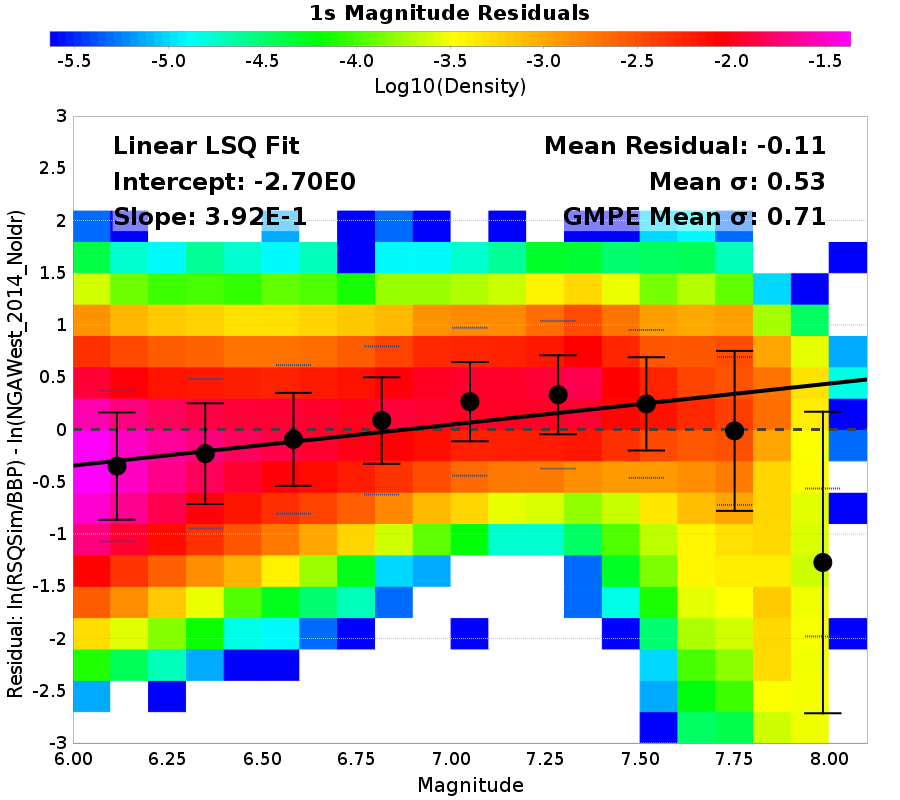 1s Magnitude Residuals
-5.5 -5.0 -4.5 -4.0 -3.5 -3.0 -2.5 -2.0 -1.5
Log10(Density)
Linear LSQ Fit
Intercept: -2.70E0
Slope: 3.92E-1
Mean Residual: -0.11
Mean σ: 0.53
GMPE Mean σ: 0.71
Residual: ln(RSQSim/BBP) - ln(NGAWest_2014_NoIdr)
3
2.5
2
1.5
1
0.5
0
-0.5
-1
-1.5
-2
-2.5
-3
6.00 6.25 6.50 6.75 7.00 7.25 7.50 7.75 8.00
Magnitude